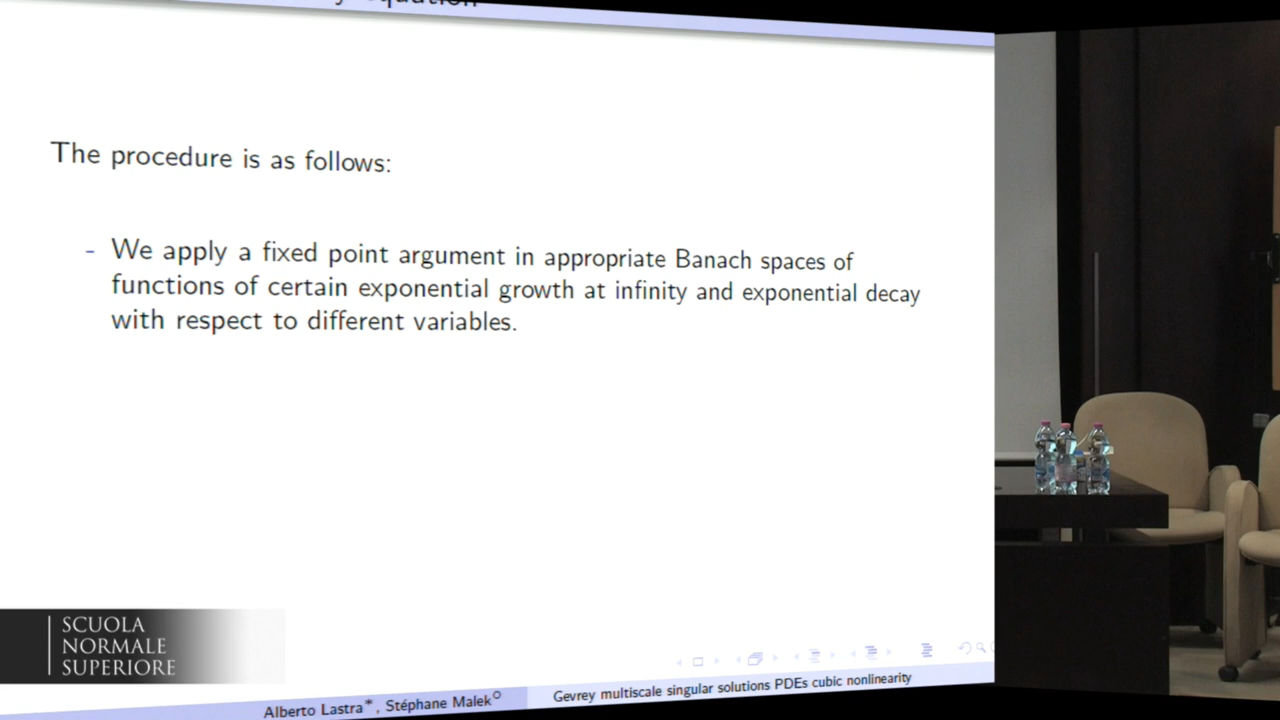 equation
The procedure is as follows:
- We apply a fixed point argument in appropriate Banach spaces of
functions of certain exponential growth at infinity and exponential decay
with respect to different variables.
SCUOLA
NORMALE
SUPERIORE
Alberto Lastra*, Stéphane Malek○
Gevrey multiscale singular solutions PDEs cubic nonlinearity